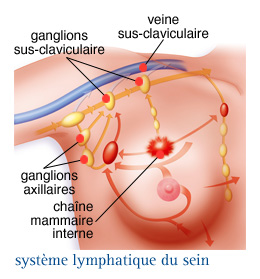 veine
sus-claviculaire
ganglions
sus-claviculaire
ganglions
axillaires
chaîne
mammaire
interne
système lymphatique du sein